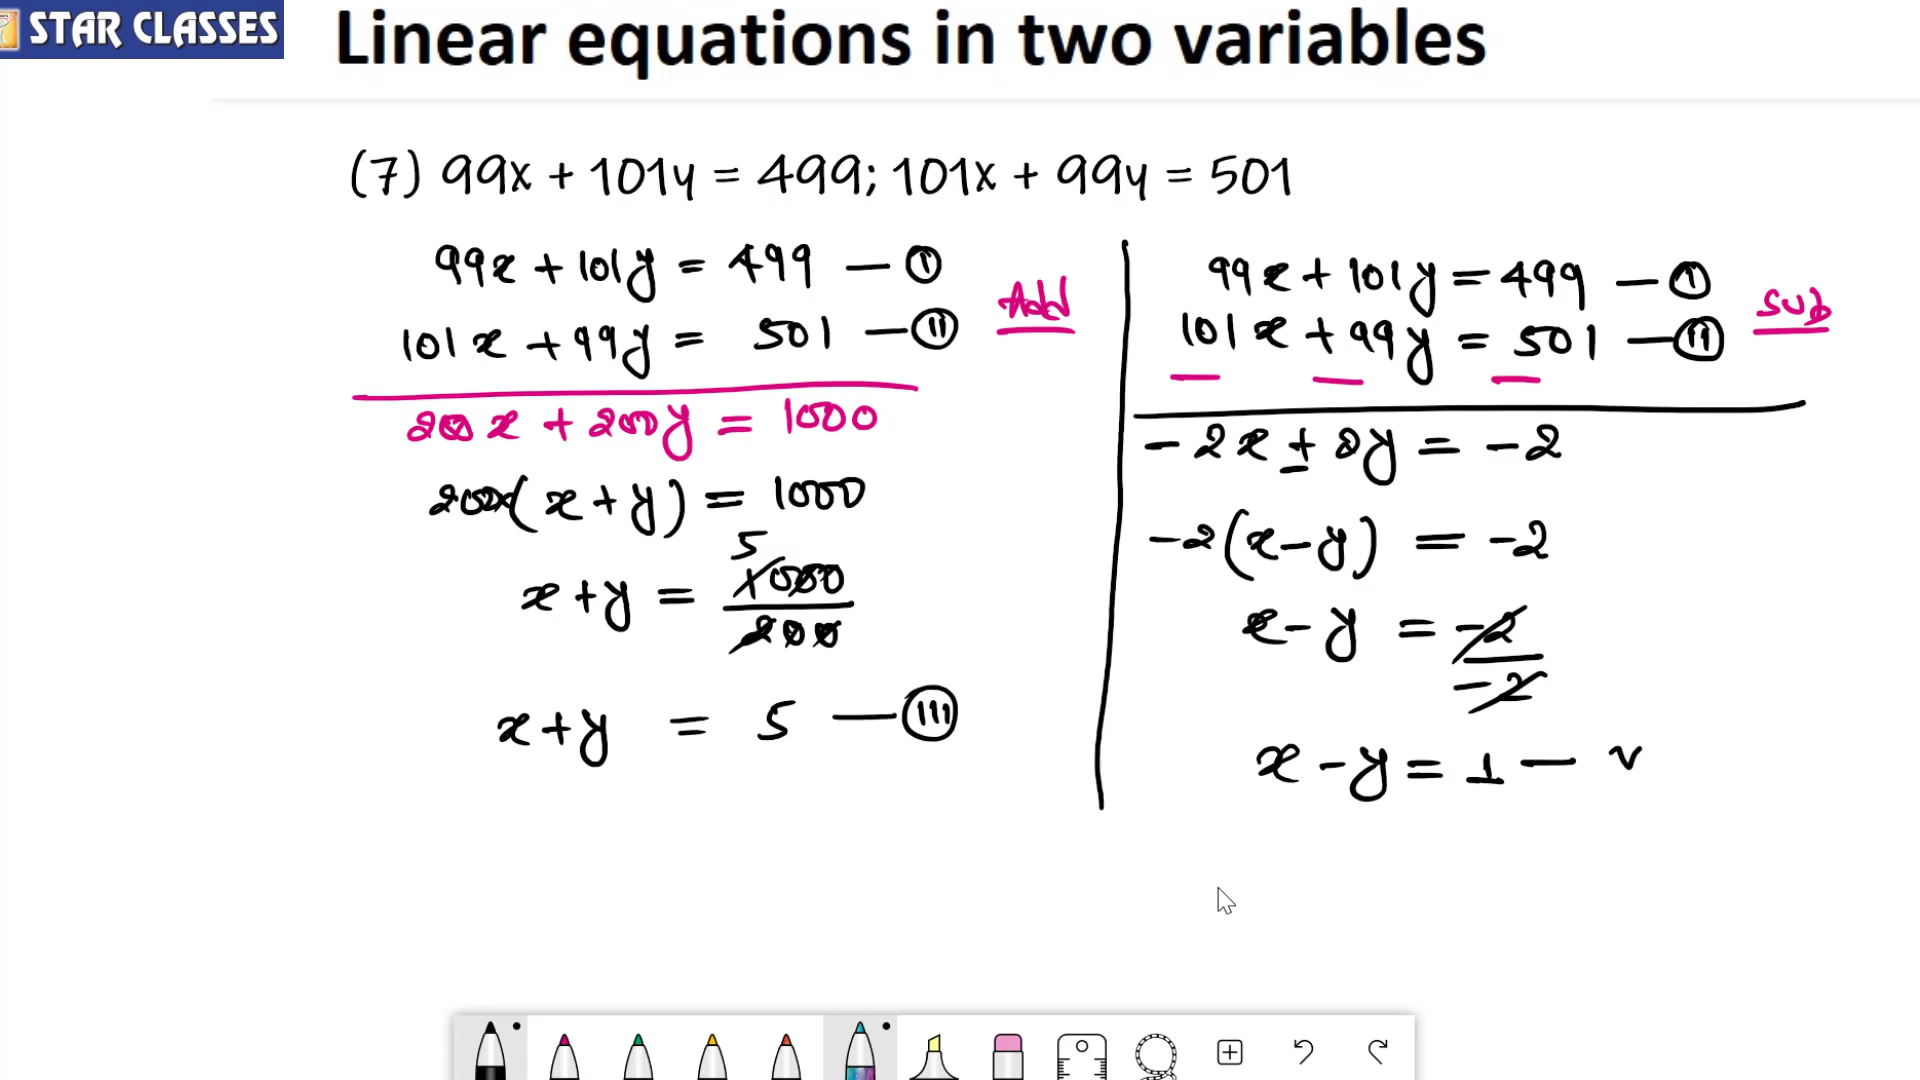 STAR CLASSES
Linear equations in two variables
(7) 99x + 101y = 499; 101x + 99y = 501
99x + 101y = 499 — (I)
101x + 99y = 501 — (II)
Add
200x + 200y = 1000
200(x + y) = 1000
5
x + y = 1000/200
x + y = 5 — (III)
99x + 101y = 499 — (I)
101x + 99y = 501 — (II)
Sub
- - -
-2x + 2y = -2
-2(x - y) = -2
x - y = -2/-2
x - y = 1 —